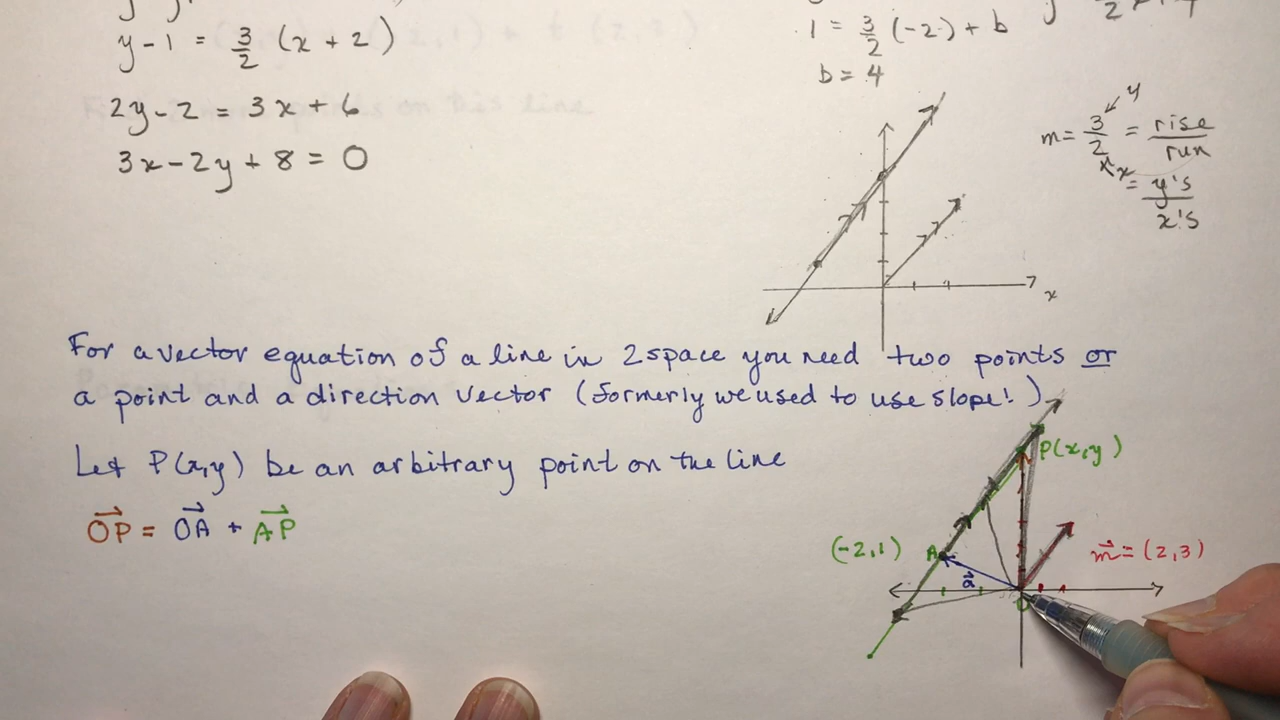 y - 1 = 3/2 (x + 2)
2y - 2 = 3x + 6
3x - 2y + 8 = 0
1 = 3/2 (-2) + b
b = 4
m = 3/2 = rise/run
= y's/x's
y
x
x
For a vector equation of a line in 2 space you need two points or
a point and a direction vector (formerly we used to use slope!).
Let P(x,y) be an arbitrary point on the line
OP⃗ = OA⃗ + AP⃗
P(x,y)
(-2,1) A
a⃗
m⃗ = (2,3)
O